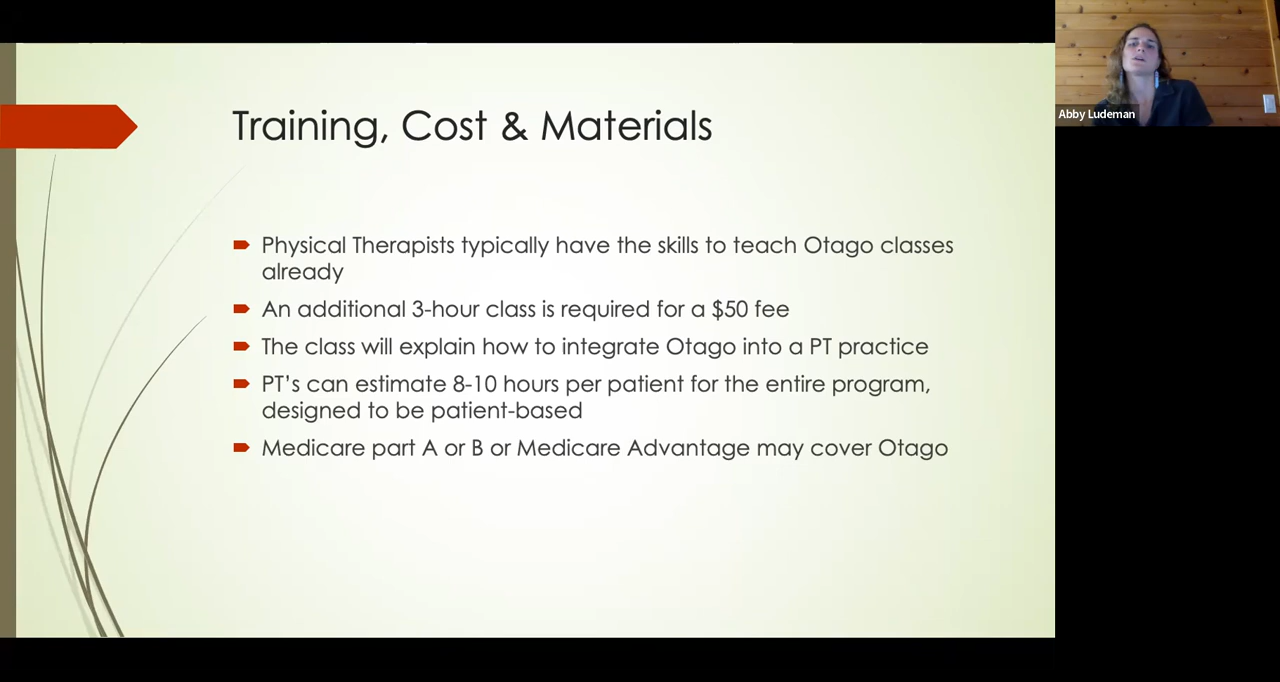 Training, Cost & Materials
Physical Therapists typically have the skills to teach Otago classes
already
An additional 3-hour class is required for a $50 fee
The class will explain how to integrate Otago into a PT practice
PT’s can estimate 8-10 hours per patient for the entire program,
designed to be patient-based
Medicare part A or B or Medicare Advantage may cover Otago
Abby Ludeman